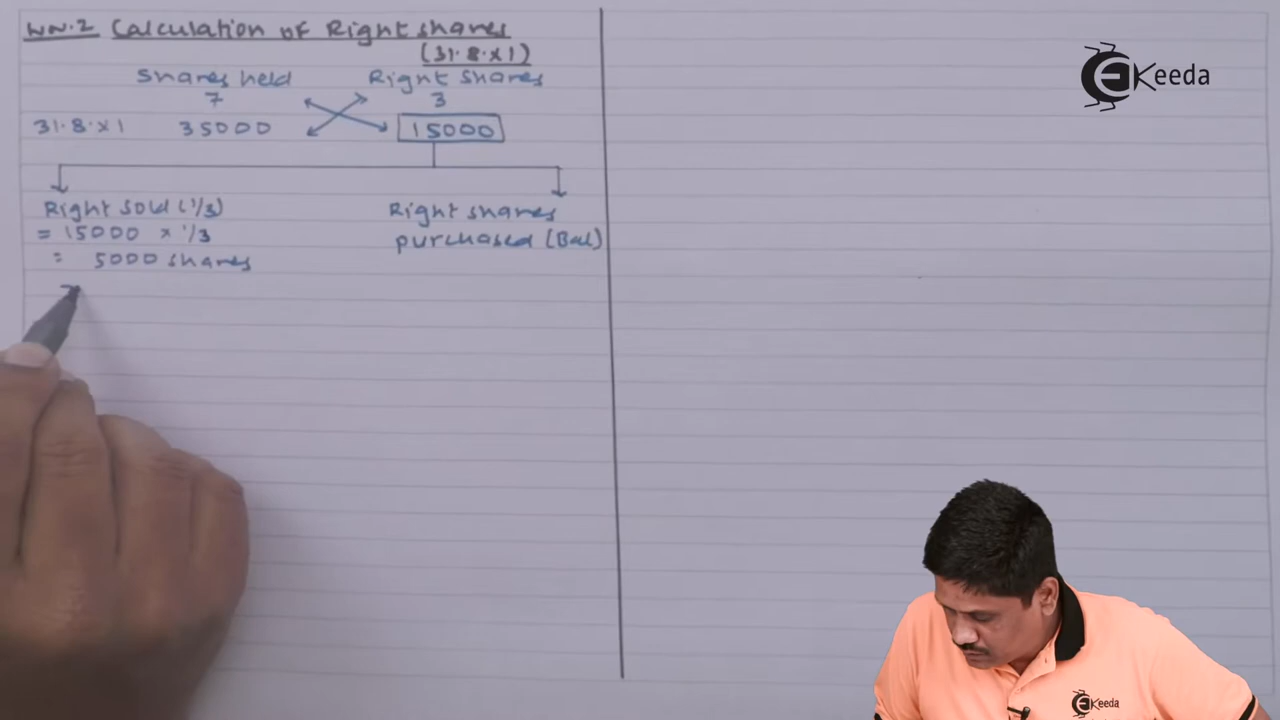 WN.2 Calculation of Right shares
(31.8.X1)
Shares held Right Shares
7 3
31.8.X1 35000 15000
Right Sold (1/3)
= 15000 x 1/3
= 5000 shares
Right shares
purchased (Bal)
EKeeda
EKeeda